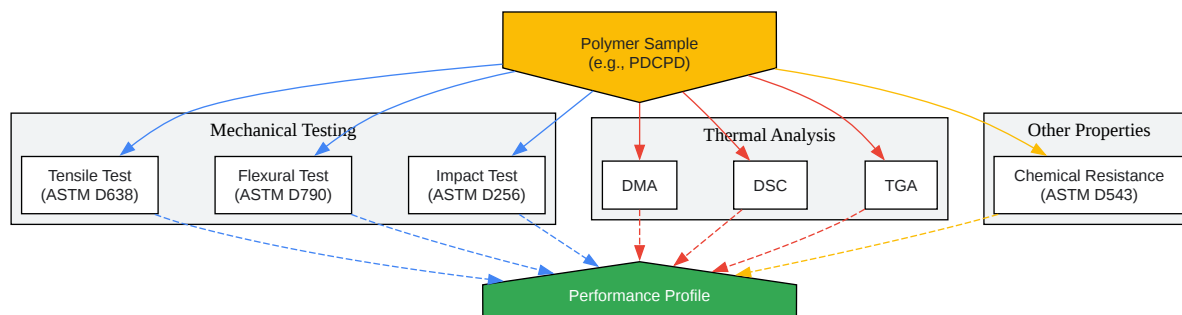 Polymer Sample
(e.g., PDCPD)
Mechanical Testing
Thermal Analysis
Other Properties
Tensile Test
(ASTM D638)
Flexural Test
(ASTM D790)
Impact Test
(ASTM D256)
DMA
DSC
TGA
Chemical Resistance
(ASTM D543)
Performance Profile